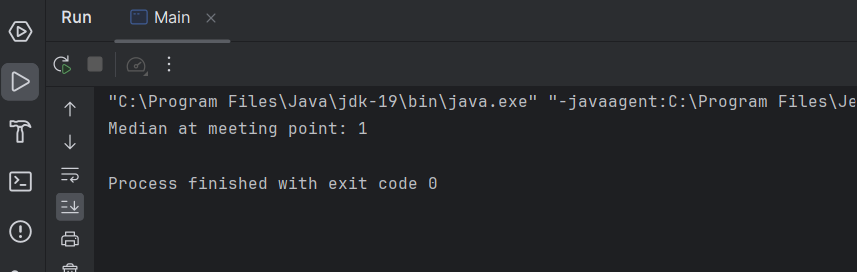 Run Main
"C:\Program Files\Java\jdk-19\bin\java.exe" "-javaagent:C:\Program Files\Je
Median at meeting point: 1
Process finished with exit code 0